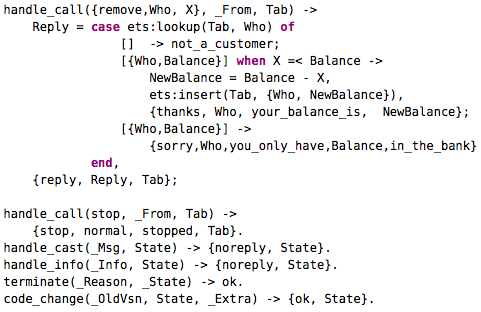 handle_call({remove,Who, X}, _From, Tab) ->
    Reply = case ets:lookup(Tab, Who) of
                []  -> not_a_customer;
                [{Who,Balance}] when X =< Balance ->
                    NewBalance = Balance - X,
                    ets:insert(Tab, {Who, NewBalance}),
                    {thanks, Who, your_balance_is,  NewBalance};
                [{Who,Balance}] ->
                    {sorry,Who,you_only_have,Balance,in_the_bank}
            end,
    {reply, Reply, Tab};

handle_call(stop, _From, Tab) ->
    {stop, normal, stopped, Tab}.
handle_cast(_Msg, State) -> {noreply, State}.
handle_info(_Info, State) -> {noreply, State}.
terminate(_Reason, _State) -> ok.
code_change(_OldVsn, State, _Extra) -> {ok, State}.